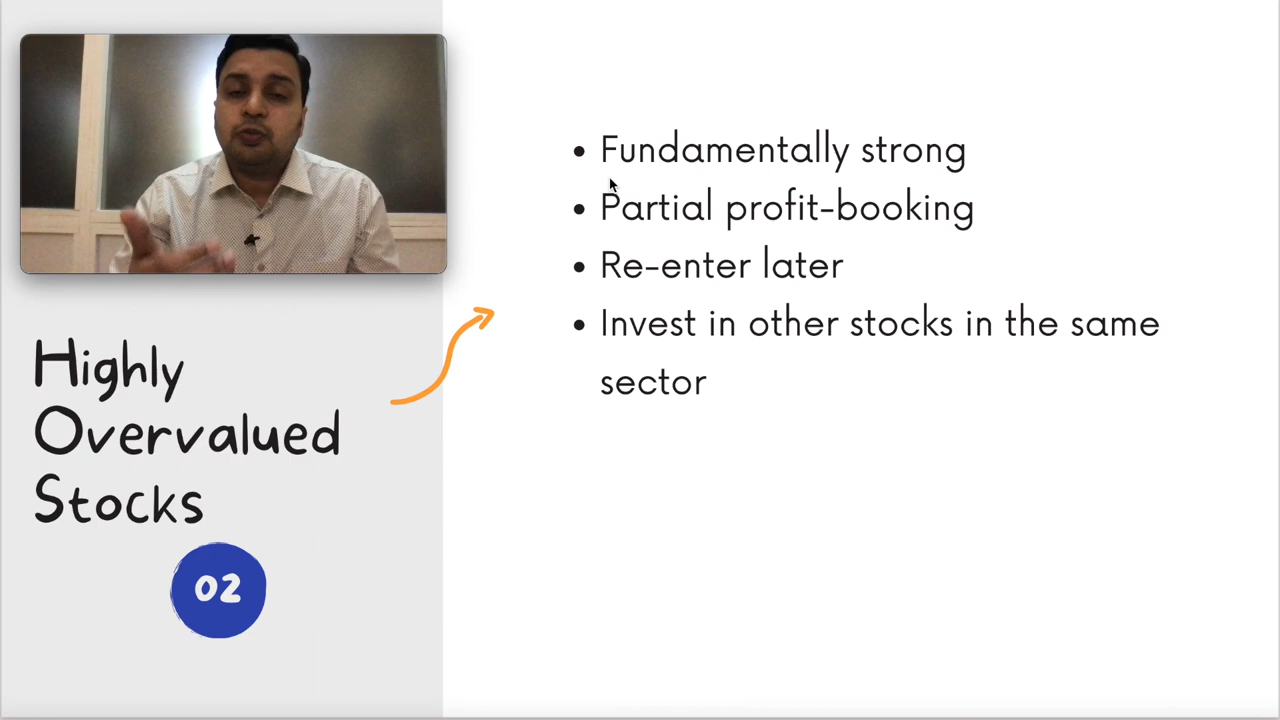 Highly
Overvalued
Stocks
02
• Fundamentally strong
• Partial profit-booking
• Re-enter later
• Invest in other stocks in the same
sector